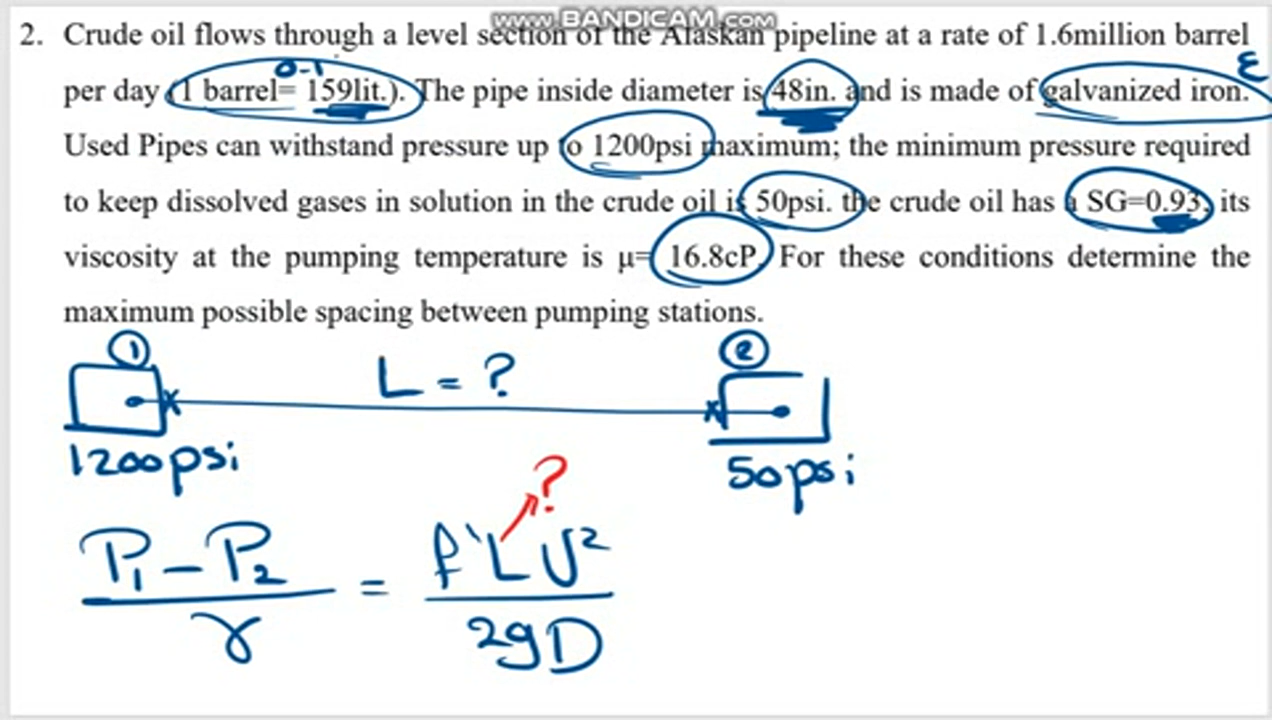 www.BANDICAM.com
2. Crude oil flows through a level section of the Alaskan pipeline at a rate of 1.6million barrel
0.1
ε
per day (1 barrel= 159lit.). The pipe inside diameter is 48in. and is made of galvanized iron.
Used Pipes can withstand pressure up to 1200psi maximum; the minimum pressure required
to keep dissolved gases in solution in the crude oil is 50psi. the crude oil has a SG=0.93, its
viscosity at the pumping temperature is μ= 16.8cP. For these conditions determine the
maximum possible spacing between pumping stations.
1 2
L = ?
1200psi 50psi
?
P1 - P2 = f'LU²
γ 2gD